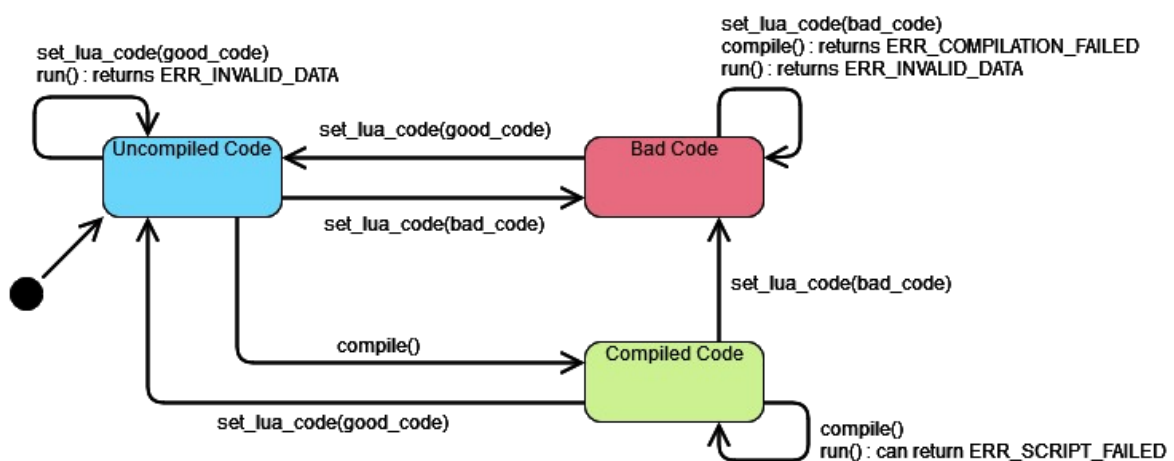 set_lua_code(good_code)
run() : returns ERR_INVALID_DATA
set_lua_code(bad_code)
compile() : returns ERR_COMPILATION_FAILED
run() : returns ERR_INVALID_DATA
Uncompiled Code
set_lua_code(good_code)
Bad Code
set_lua_code(bad_code)
set_lua_code(bad_code)
compile()
Compiled Code
set_lua_code(good_code)
compile()
run() : can return ERR_SCRIPT_FAILED